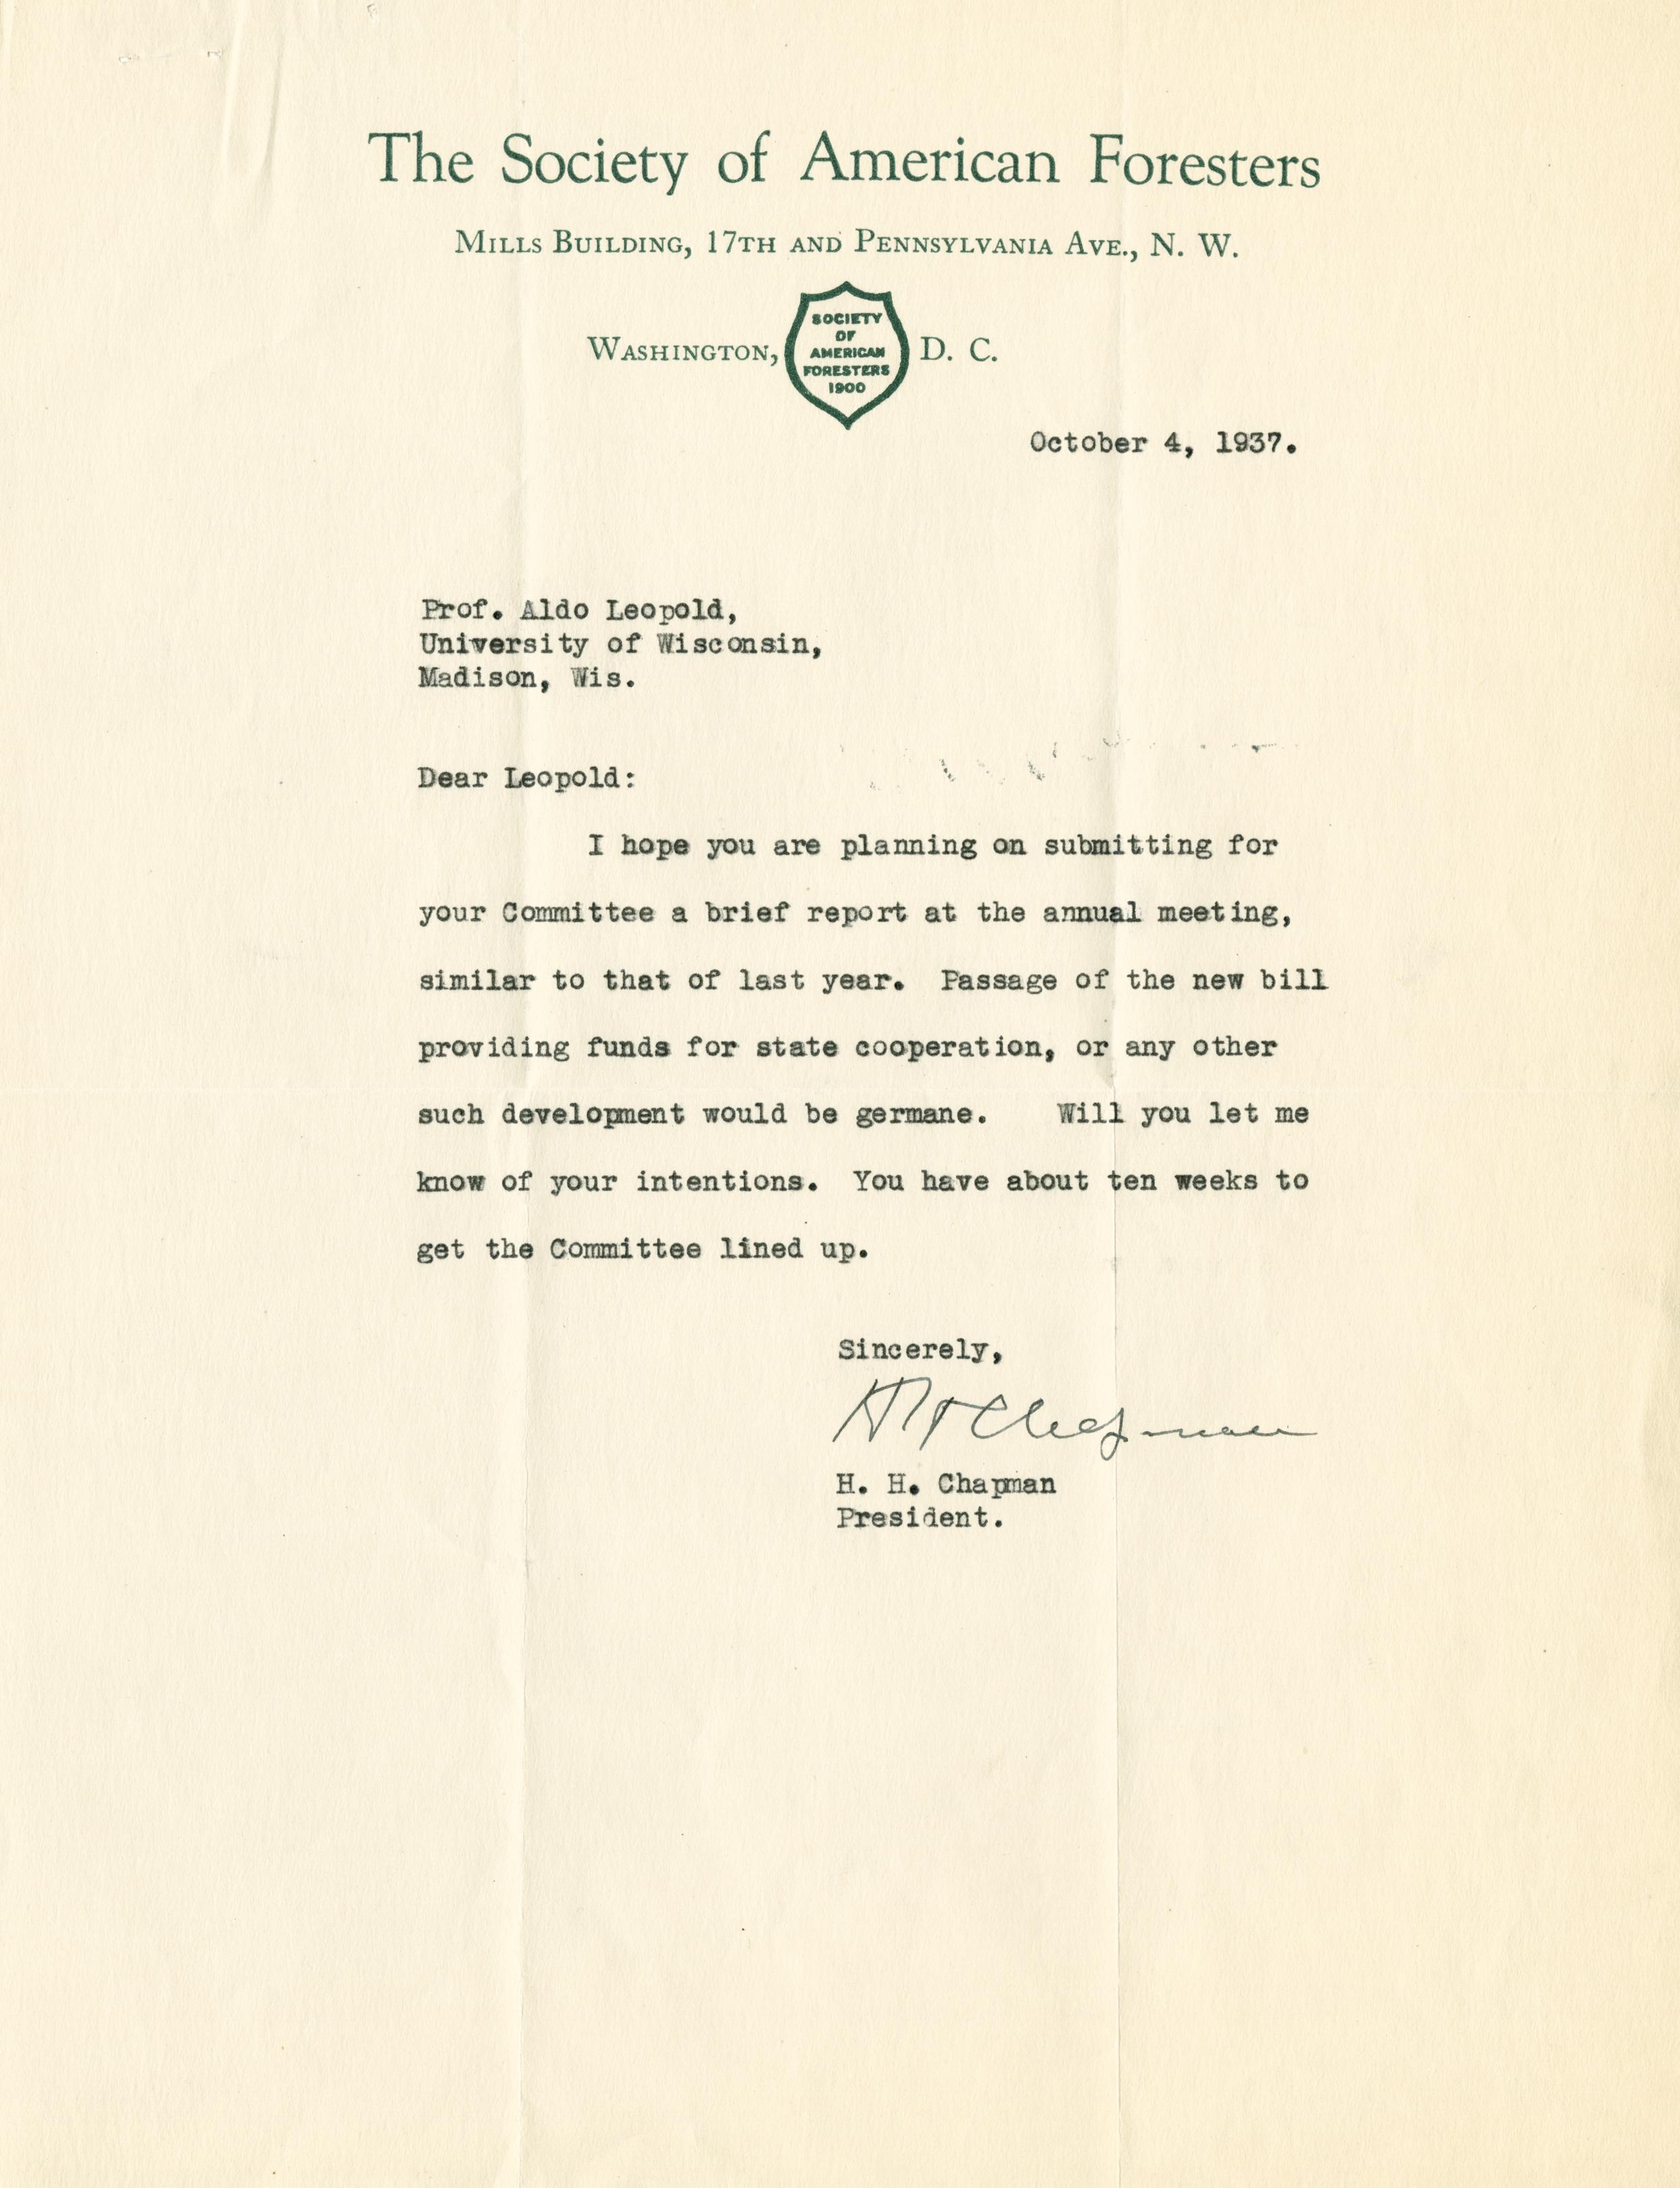 The Society of American Foresters
MILLS BUILDING, 17TH AND PENNSYLVANIA AVE., N. W.
WASHINGTON, D. C.
SOCIETY
OF
AMERICAN
FORESTERS
1900
October 4, 1937.
Prof. Aldo Leopold,
University of Wisconsin,
Madison, Wis.
Dear Leopold:
I hope you are planning on submitting for
your Committee a brief report at the annual meeting,
similar to that of last year. Passage of the new bill
providing funds for state cooperation, or any other
such development would be germane. Will you let me
know of your intentions. You have about ten weeks to
get the Committee lined up.
Sincerely,
H H Chapman
H. H. Chapman
President.